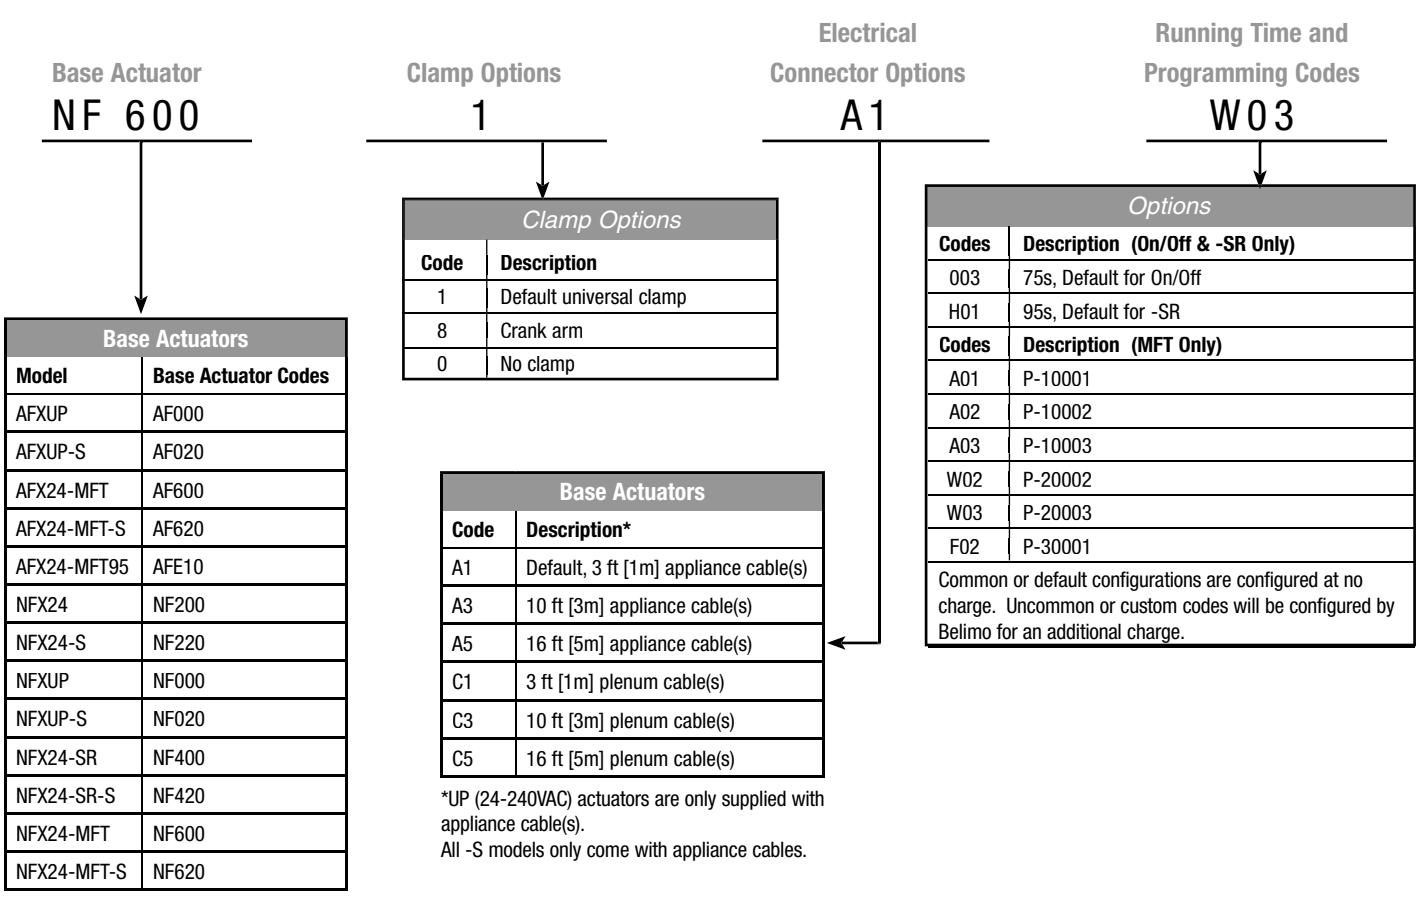 Base Actuator
NF 600
Clamp Options
1
Electrical
Connector Options
A1
Running Time and
Programming Codes
W03
Base Actuators
Model Base Actuator Codes
AFXUP AF000
AFXUP-S AF020
AFX24-MFT AF600
AFX24-MFT-S AF620
AFX24-MFT95 AFE10
NFX24 NF200
NFX24-S NF220
NFXUP NF000
NFXUP-S NF020
NFX24-SR NF400
NFX24-SR-S NF420
NFX24-MFT NF600
NFX24-MFT-S NF620
Clamp Options
Code Description
1 Default universal clamp
8 Crank arm
0 No clamp
Base Actuators
Code Description*
A1 Default, 3 ft [1m] appliance cable(s)
A3 10 ft [3m] appliance cable(s)
A5 16 ft [5m] appliance cable(s)
C1 3 ft [1m] plenum cable(s)
C3 10 ft [3m] plenum cable(s)
C5 16 ft [5m] plenum cable(s)
*UP (24-240VAC) actuators are only supplied with
appliance cable(s).
All -S models only come with appliance cables.
Options
Codes Description (On/Off & -SR Only)
003 75s, Default for On/Off
H01 95s, Default for -SR
Codes Description (MFT Only)
A01 P-10001
A02 P-10002
A03 P-10003
W02 P-20002
W03 P-20003
F02 P-30001
Common or default configurations are configured at no
charge. Uncommon or custom codes will be configured by
Belimo for an additional charge.